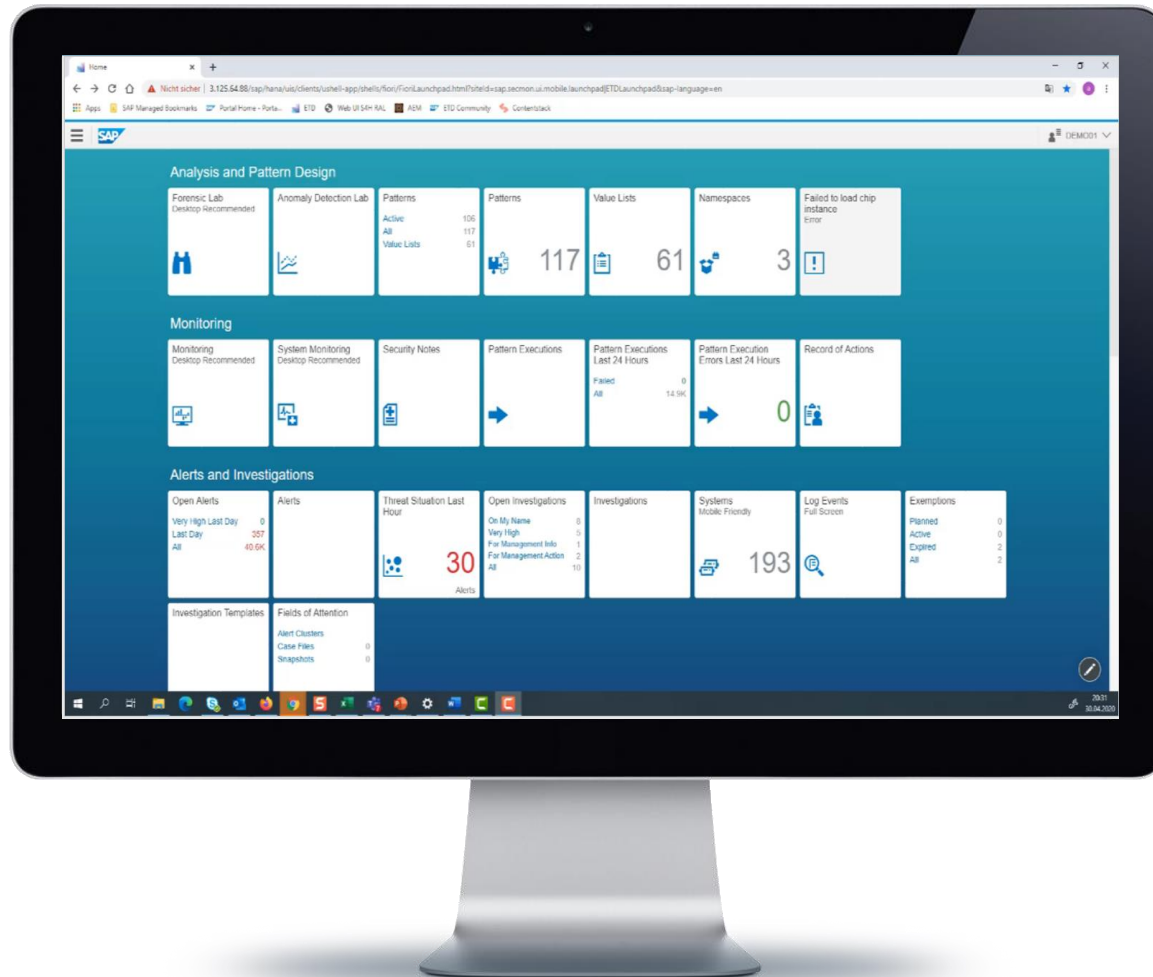 Home
Nicht sicher | 3.125.64.88/sap/hana/uis/clients/ushell-app/shells/fiori/FioriLaunchpad.html?siteId=sap.secmon.ui.mobile.launchpad|ETDLaunchpad&sap-language=en
Apps SAP Managed Bookmarks Portal Home - Porta... ETD Web UI S4H KAL AEM ETD Community Contentstack
SAP DEMO01
Analysis and Pattern Design
Forensic Lab
Desktop Recommended
Anomaly Detection Lab
Patterns
Active 106
All 117
Value Lists 61
Patterns
117
Value Lists
61
Namespaces
3
Failed to load chip
instance
Error
Monitoring
Monitoring
Desktop Recommended
System Monitoring
Desktop Recommended
Security Notes
Pattern Executions
Pattern Executions
Last 24 Hours
Failed 0
All 14.9K
Pattern Execution
Errors Last 24 Hours
0
Record of Actions
Alerts and Investigations
Open Alerts
Very High Last Day 0
Last Day 357
All 40.6K
Alerts
Threat Situation Last
Hour
30
Alerts
Open Investigations
On My Name 6
Very High 5
For Management Info 1
For Management Action 2
All 10
Investigations
Systems
Mobile Friendly
193
Log Events
Full Screen
Exemptions
Planned 0
Active 0
Expired 2
All 2
Investigation Templates
Fields of Attention
Alert Clusters
Case Files 0
Snapshots 0
20:31
30.04.2020